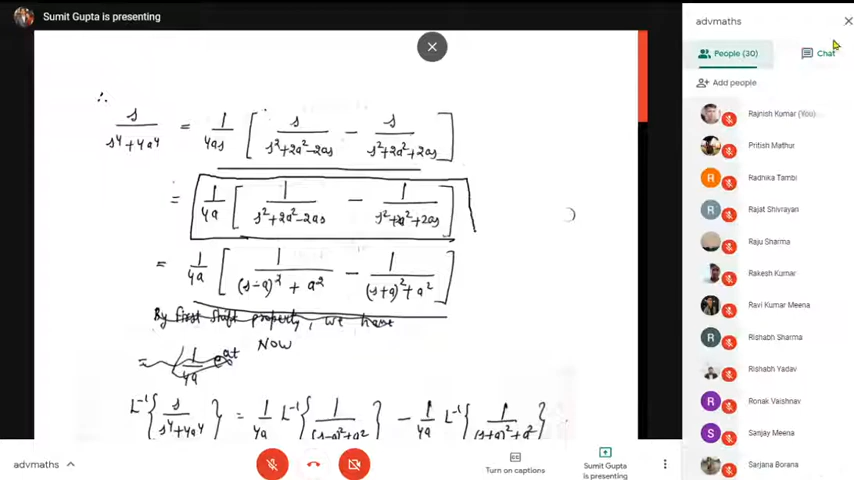 Sumit Gupta is presenting
∴ s/(s⁴+4a⁴) = 1/4as [ s/(s²+2a²-2as) - s/(s²+2a²+2as) ]
= 1/4a [ 1/(s²+2a²-2as) - 1/(s²+2a²+2as) ]
= 1/4a [ 1/((s-a)²+a²) - 1/((s+a)²+a²) ]
By first shift property, we have
NOW
= 1/4a e^at
L⁻¹{ s/(s⁴+4a⁴) } = 1/4a L⁻¹{ 1/((s-a)²+a²) } - 1/4a L⁻¹{ 1/((s+a)²+a²) }
advmaths
People (30)
Chat
Add people
Rajnish Kumar (You)
Pritish Mathur
R Radhika Tambi
R Rajat Shivrayan
Raju Sharma
Rakesh Kumar
Ravi Kumar Meena
R Rishabh Sharma
Rishabh Yadav
R Ronak Vaishnav
S Sanjay Meena
Sarjana Borana
advmaths
Turn on captions
Sumit Gupta
is presenting